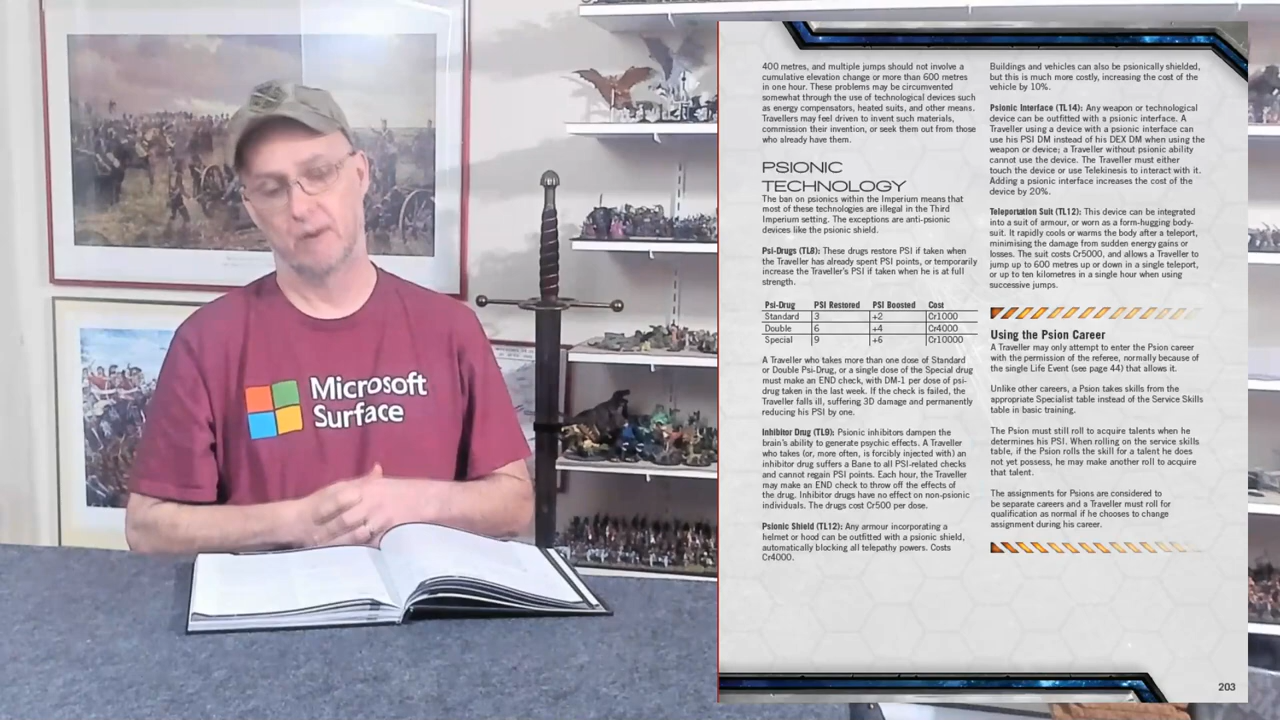 Microsoft
Surface
400 metres, and multiple jumps should not involve a
cumulative elevation change or more than 600 metres
in one hour. These problems may be circumvented
somewhat through the use of technological devices such
as energy compensators, heated suits, and other means.
Travellers may feel driven to invent such materials,
commission their invention, or seek them out from those
who already have them.
PSIONIC
TECHNOLOGY
The ban on psionics within the Imperium means that
most of these technologies are illegal in the Third
Imperium setting. The exceptions are anti-psionic
devices like the psionic shield.
Psi-Drugs (TL8): These drugs restore PSI if taken when
the Traveller has already spent PSI points, or temporarily
increase the Traveller's PSI if taken when he is at full
strength.
Psi-Drug PSI Restored PSI Boosted Cost
Standard 3 +2 Cr1000
Double 6 +4 Cr4000
Special 9 +6 Cr10000
A Traveller who takes more than one dose of Standard
or Double Psi-Drug, or a single dose of the Special drug
must make an END check, with DM-1 per dose of psi-
drug taken in the last week. If the check is failed, the
Traveller falls ill, suffering 3D damage and permanently
reducing his PSI by one.
Inhibitor Drug (TL9): Psionic inhibitors dampen the
brain's ability to generate psychic effects. A Traveller
who takes (or, more often, is forcibly injected with) an
inhibitor drug suffers a Bane to all PSI-related checks
and cannot regain PSI points. Each hour, the Traveller
may make an END check to throw off the effects of
the drug. Inhibitor drugs have no effect on non-psionic
individuals. The drugs cost Cr500 per dose.
Psionic Shield (TL12): Any armour incorporating a
helmet or hood can be outfitted with a psionic shield,
automatically blocking all telepathy powers. Costs
Cr4000.
Buildings and vehicles can also be psionically shielded,
but this is much more costly, increasing the cost of the
vehicle by 10%.
Psionic Interface (TL14): Any weapon or technological
device can be outfitted with a psionic interface. A
Traveller using a device with a psionic interface can
use his PSI DM instead of his DEX DM when using the
weapon or device; a Traveller without psionic ability
cannot use the device. The Traveller must either
touch the device or use Telekinesis to interact with it.
Adding a psionic interface increases the cost of the
device by 20%.
Teleportation Suit (TL12): This device can be integrated
into a suit of armour, or worn as a form-hugging body-
suit. It rapidly cools or warms the body after a teleport,
minimising the damage from sudden energy gains or
losses. The suit costs Cr5000, and allows a Traveller to
jump up to 600 metres up or down in a single teleport,
or up to ten kilometres in a single hour when using
successive jumps.
Using the Psion Career
A Traveller may only attempt to enter the Psion career
with the permission of the referee, normally because of
the single Life Event (see page 44) that allows it.
Unlike other careers, a Psion takes skills from the
appropriate Specialist table instead of the Service Skills
table in basic training.
The Psion must still roll to acquire talents when he
determines his PSI. When rolling on the service skills
table, if the Psion rolls the skill for a talent he does
not yet possess, he may make another roll to acquire
that talent.
The assignments for Psions are considered to
be separate careers and a Traveller must roll for
qualification as normal if he chooses to change
assignment during his career.
203